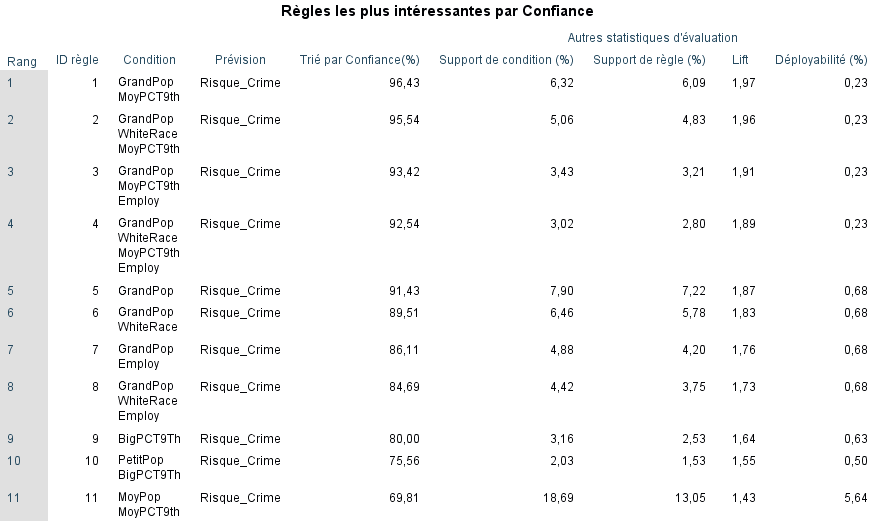 Règles les plus intéressantes par Confiance
Autres statistiques d'évaluation
Rang ID règle Condition Prévision Trié par Confiance(%) Support de condition (%) Support de règle (%) Lift Déployabilité (%)
1 1 GrandPop Risque_Crime 96,43 6,32 6,09 1,97 0,23
MoyPCT9th
2 2 GrandPop Risque_Crime 95,54 5,06 4,83 1,96 0,23
WhiteRace
MoyPCT9th
3 3 GrandPop Risque_Crime 93,42 3,43 3,21 1,91 0,23
MoyPCT9th
Employ
4 4 GrandPop Risque_Crime 92,54 3,02 2,80 1,89 0,23
WhiteRace
MoyPCT9th
Employ
5 5 GrandPop Risque_Crime 91,43 7,90 7,22 1,87 0,68
6 6 GrandPop Risque_Crime 89,51 6,46 5,78 1,83 0,68
WhiteRace
7 7 GrandPop Risque_Crime 86,11 4,88 4,20 1,76 0,68
Employ
8 8 GrandPop Risque_Crime 84,69 4,42 3,75 1,73 0,68
WhiteRace
Employ
9 9 BigPCT9Th Risque_Crime 80,00 3,16 2,53 1,64 0,63
10 10 PetitPop Risque_Crime 75,56 2,03 1,53 1,55 0,50
BigPCT9Th
11 11 MoyPop Risque_Crime 69,81 18,69 13,05 1,43 5,64
MoyPCT9th